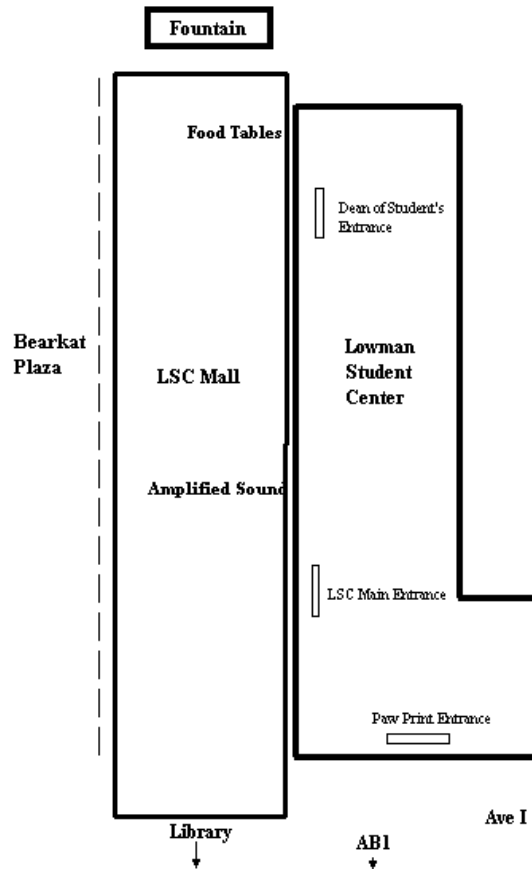 Fountain
Food Tables
Dean of Student's
Entrance
Bearkat
Plaza
LSC Mall
Lowman
Student
Center
Amplified Sound
LSC Main Entrance
Paw Print Entrance
Ave I
Library
AB1